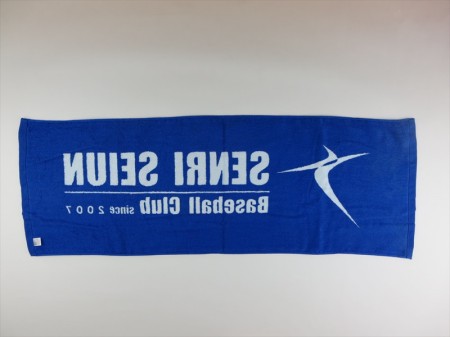 SENRI SEIUN
Baseball Club since 2007